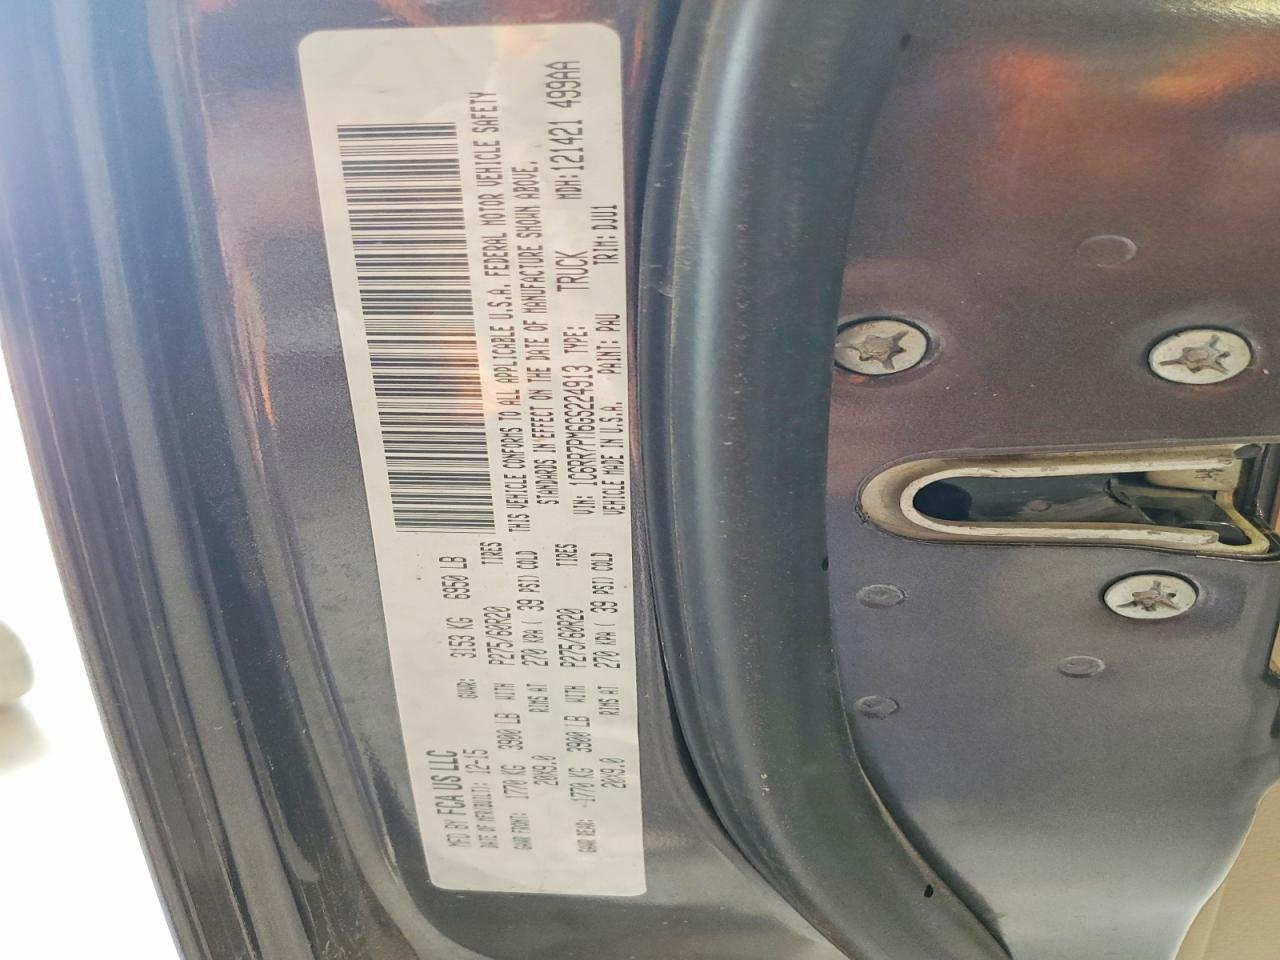 MFD BY FCA US LLC
DATE OF MFR(BUILT): 12-15 GVWR: 3153 KG 6950 LB
GAWR FRONT: 1770 KG 3900 LB WITH P275/60R20 TIRES
20X9.0 RIMS AT 270 KPA ( 39 PSI) COLD
GAWR REAR: 1770 KG 3900 LB WITH P275/60R20 TIRES
20X9.0 RIMS AT 270 KPA ( 39 PSI) COLD
THIS VEHICLE CONFORMS TO ALL APPLICABLE U.S.A. FEDERAL MOTOR VEHICLE SAFETY
STANDARDS IN EFFECT ON THE DATE OF MANUFACTURE SHOWN ABOVE.
VIN: 1C6RR7PM6GS224913 TYPE: TRUCK MDH: 121421 499AA
VEHICLE MADE IN U.S.A. PAINT: PAU TRIM: DJU1